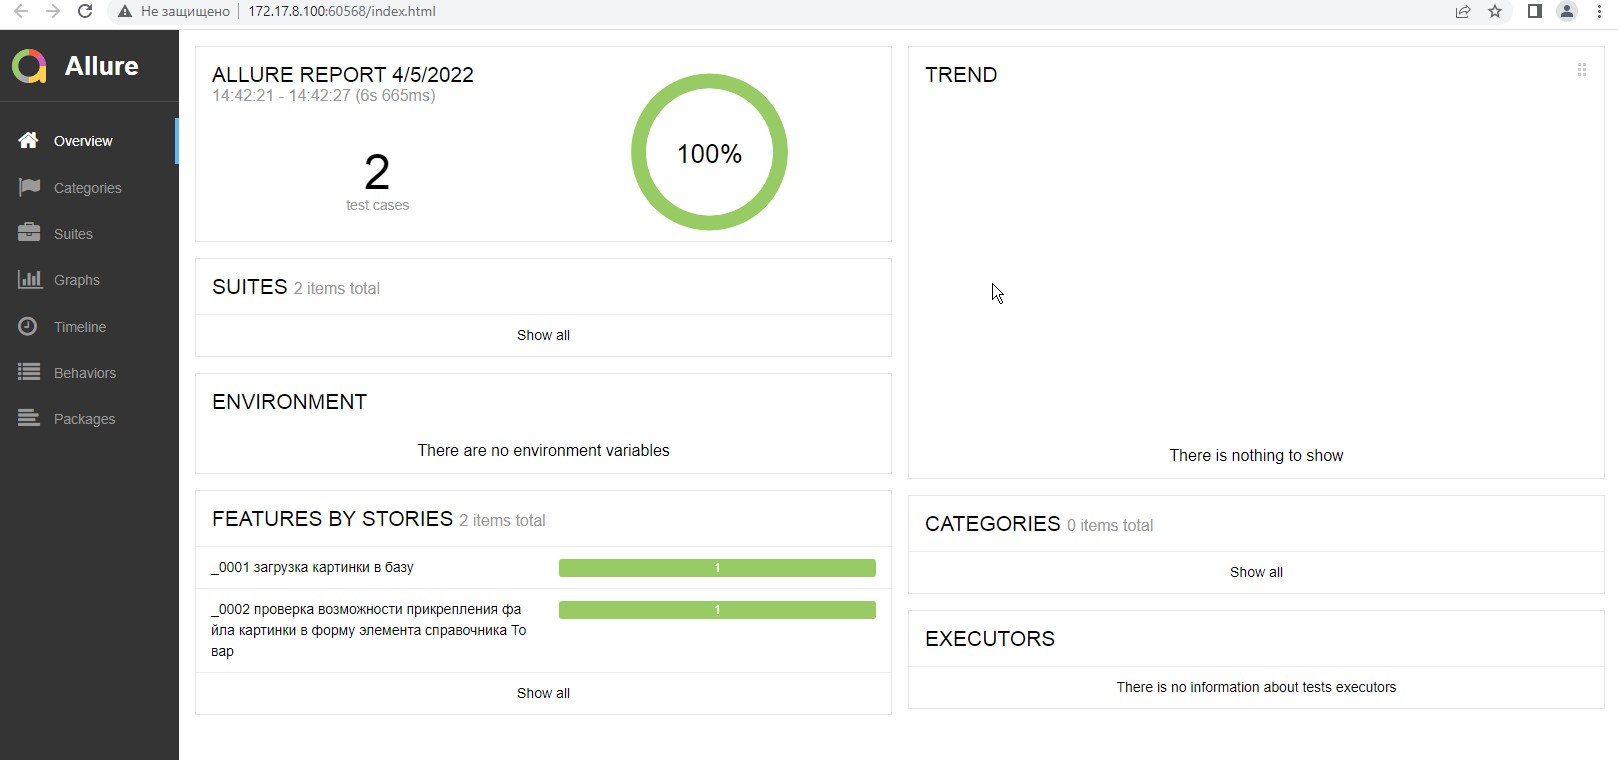 Не защищено 172.17.8.100:60568/index.html
Allure
Overview
Categories
Suites
Graphs
Timeline
Behaviors
Packages
ALLURE REPORT 4/5/2022
14:42:21 - 14:42:27 (6s 665ms)
2
test cases
100%
SUITES 2 items total
Show all
ENVIRONMENT
There are no environment variables
FEATURES BY STORIES 2 items total
_0001 загрузка картинки в базу
1
_0002 проверка возможности прикрепления фа
йла картинки в форму элемента справочника То
вар
1
Show all
TREND
There is nothing to show
CATEGORIES 0 items total
Show all
EXECUTORS
There is no information about tests executors